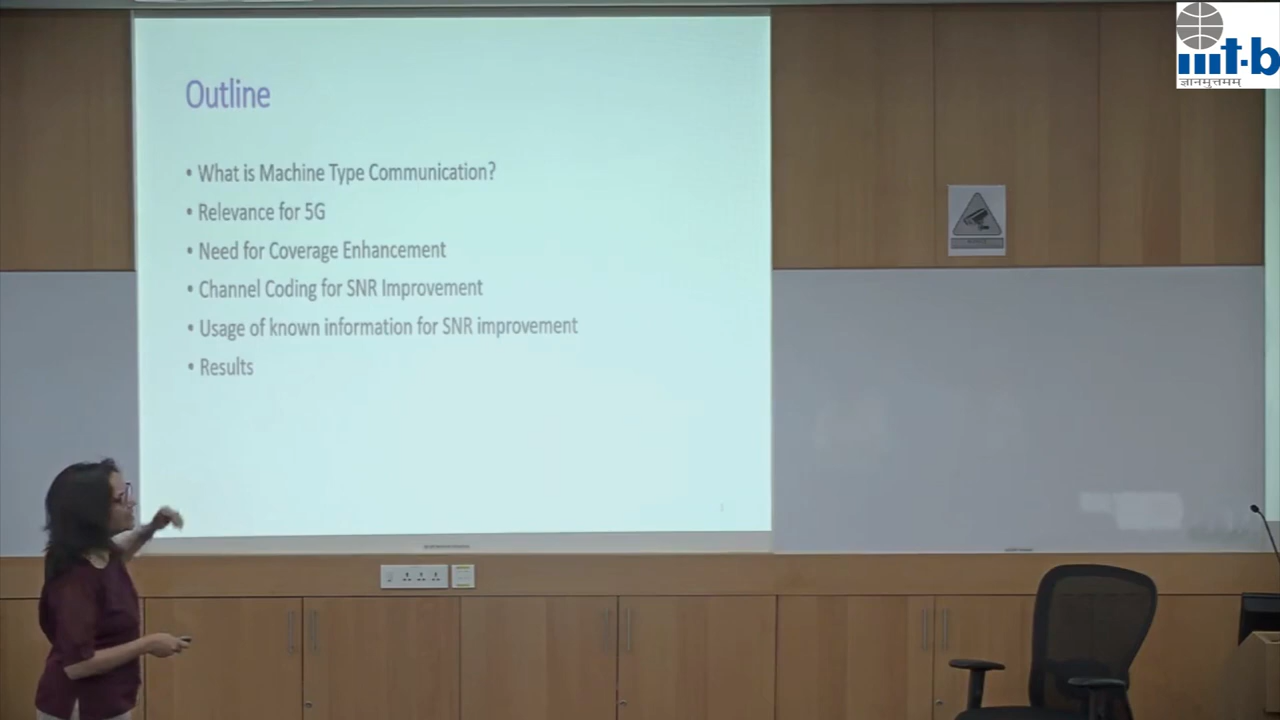 iiit-b
ज्ञानमुत्तमम्
Outline
• What is Machine Type Communication?
• Relevance for 5G
• Need for Coverage Enhancement
• Channel Coding for SNR Improvement
• Usage of known information for SNR improvement
• Results